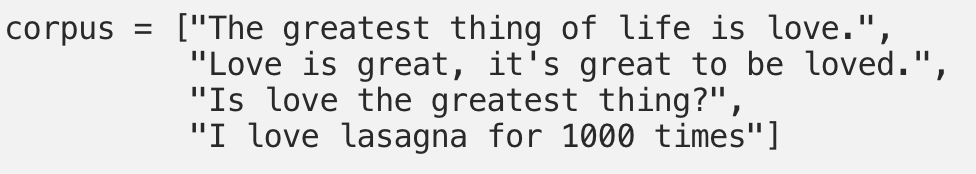 corpus = ["The greatest thing of life is love.",
"Love is great, it's great to be loved.",
"Is love the greatest thing?",
"I love lasagna for 1000 times"]